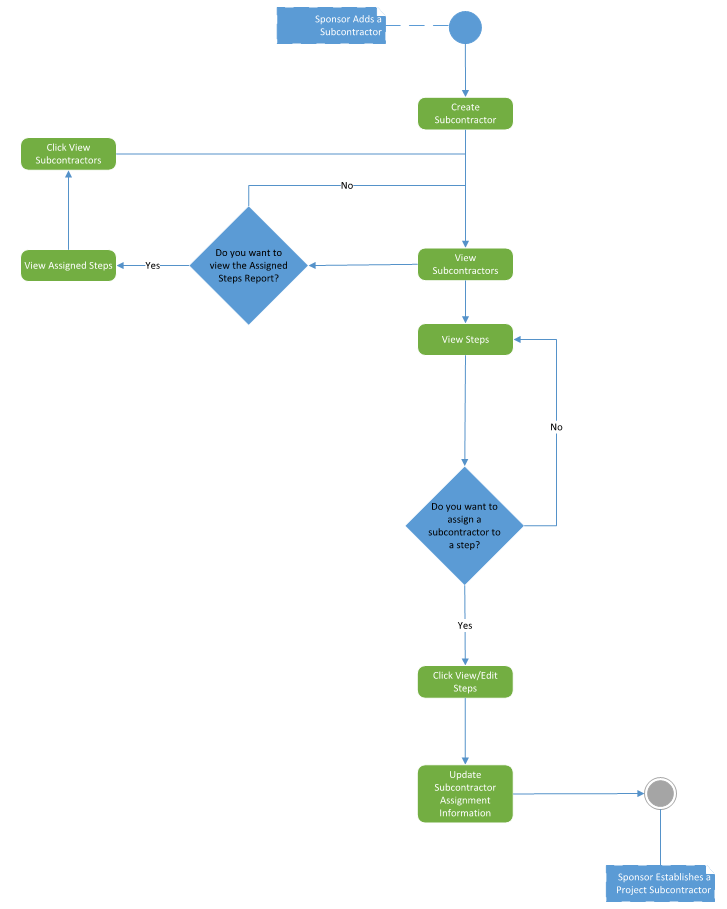 Sponsor Adds a
Subcontractor
Create
Subcontractor
Click View
Subcontractors
No
Do you want to
view the Assigned
Steps Report?
Yes
View Assigned Steps
View
Subcontractors
View Steps
No
Do you want to
assign a
subcontractor to
a step?
Yes
Click View/Edit
Steps
Update
Subcontractor
Assignment
Information
Sponsor Establishes a
Project Subcontractor